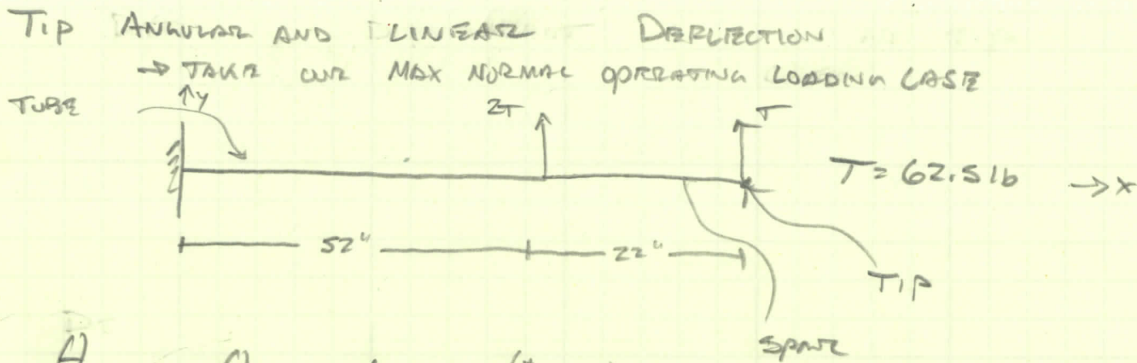 TIP ANGULAR AND LINEAR DEFLECTION
→ TAKE OUR MAX NORMAL OPERATING LOADING CASE
TUBE
↑y
2T
T
T = 62.5 lb → x
52"
22"
TIP
SPAR